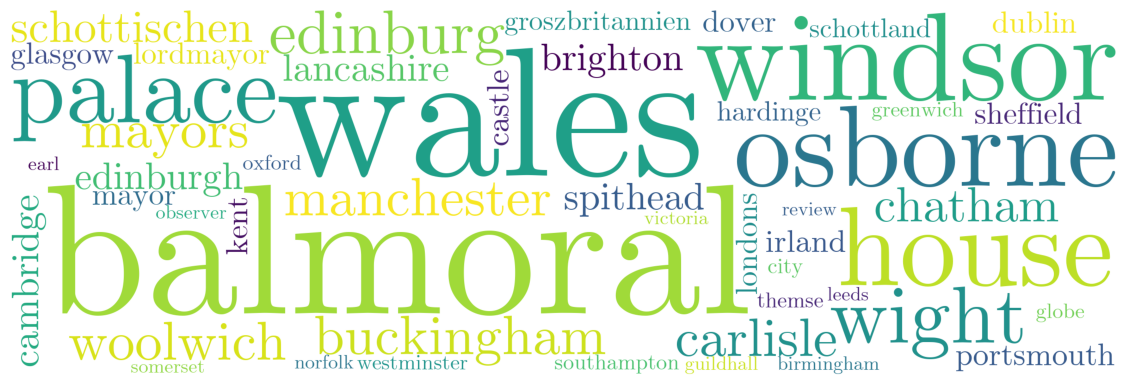 schottischen
edinburg
groszbritannien
dover
schottland
dublin
glasgow
lordmayor
lancashire
brighton
windsor
palace
wales
castle
hardinge
greenwich
sheffield
mayors
osborne
earl
oxford
edinburgh
mayor
observer
manchester
spithead
victoria
review
chatham
cambridge
kent
balmoral
londons
irland
house
city
themse
leeds
wight
globe
woolwich
buckingham
carlisle
portsmouth
somerset
norfolk
westminster
southampton
guildhall
birmingham